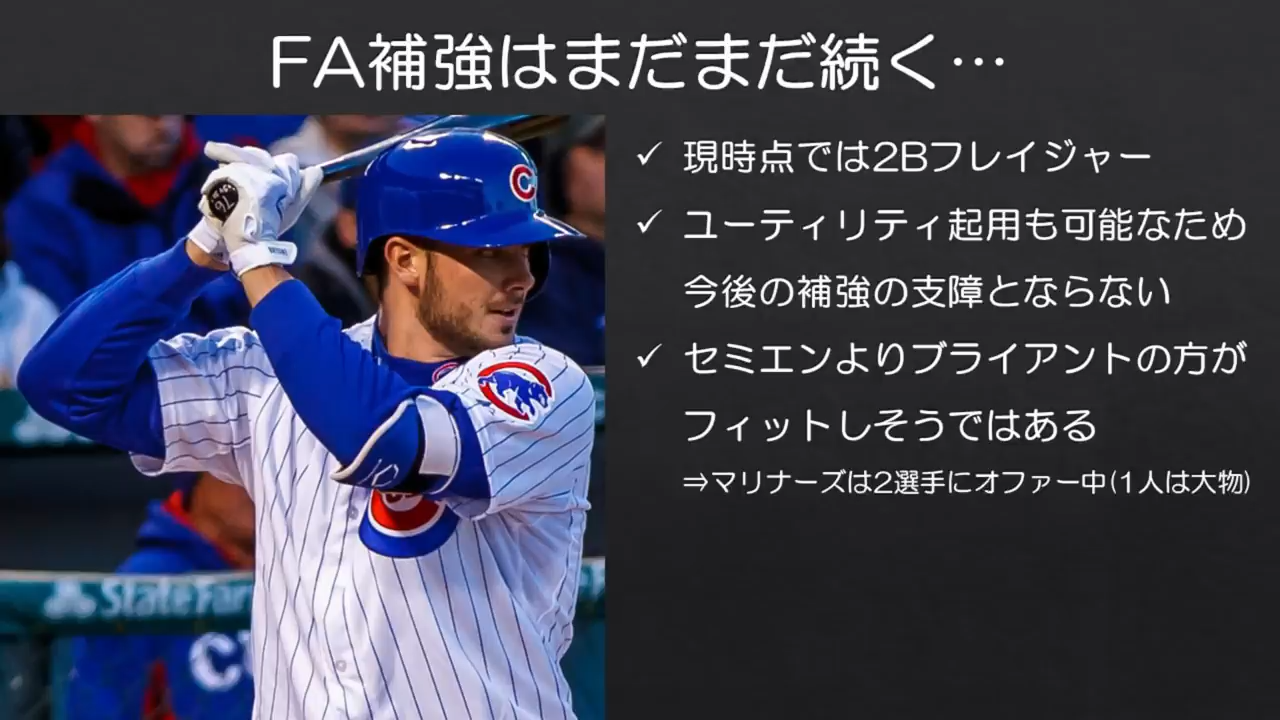 FA補強はまだまだ続く…
✓ 現時点では2Bフレイジャー
✓ ユーティリティ起用も可能なため
今後の補強の支障とならない
✓ セミエンよりブライアントの方が
フィットしそうではある
⇒マリナーズは2選手にオファー中(1人は大物)
C
StateFar